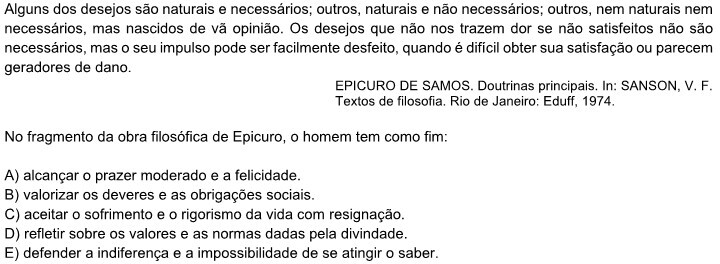 Alguns dos desejos são naturais e necessários; outros, naturais e não necessários; outros, nem naturais nem
necessários, mas nascidos de vã opinião. Os desejos que não nos trazem dor se não satisfeitos não são
necessários, mas o seu impulso pode ser facilmente desfeito, quando é difícil obter sua satisfação ou parecem
geradores de dano.
EPICURO DE SAMOS. Doutrinas principais. In: SANSON, V. F.
Textos de filosofia. Rio de Janeiro: Eduff, 1974.
No fragmento da obra filosófica de Epicuro, o homem tem como fim:
A) alcançar o prazer moderado e a felicidade.
B) valorizar os deveres e as obrigações sociais.
C) aceitar o sofrimento e o rigorismo da vida com resignação.
D) refletir sobre os valores e as normas dadas pela divindade.
E) defender a indiferença e a impossibilidade de se atingir o saber.